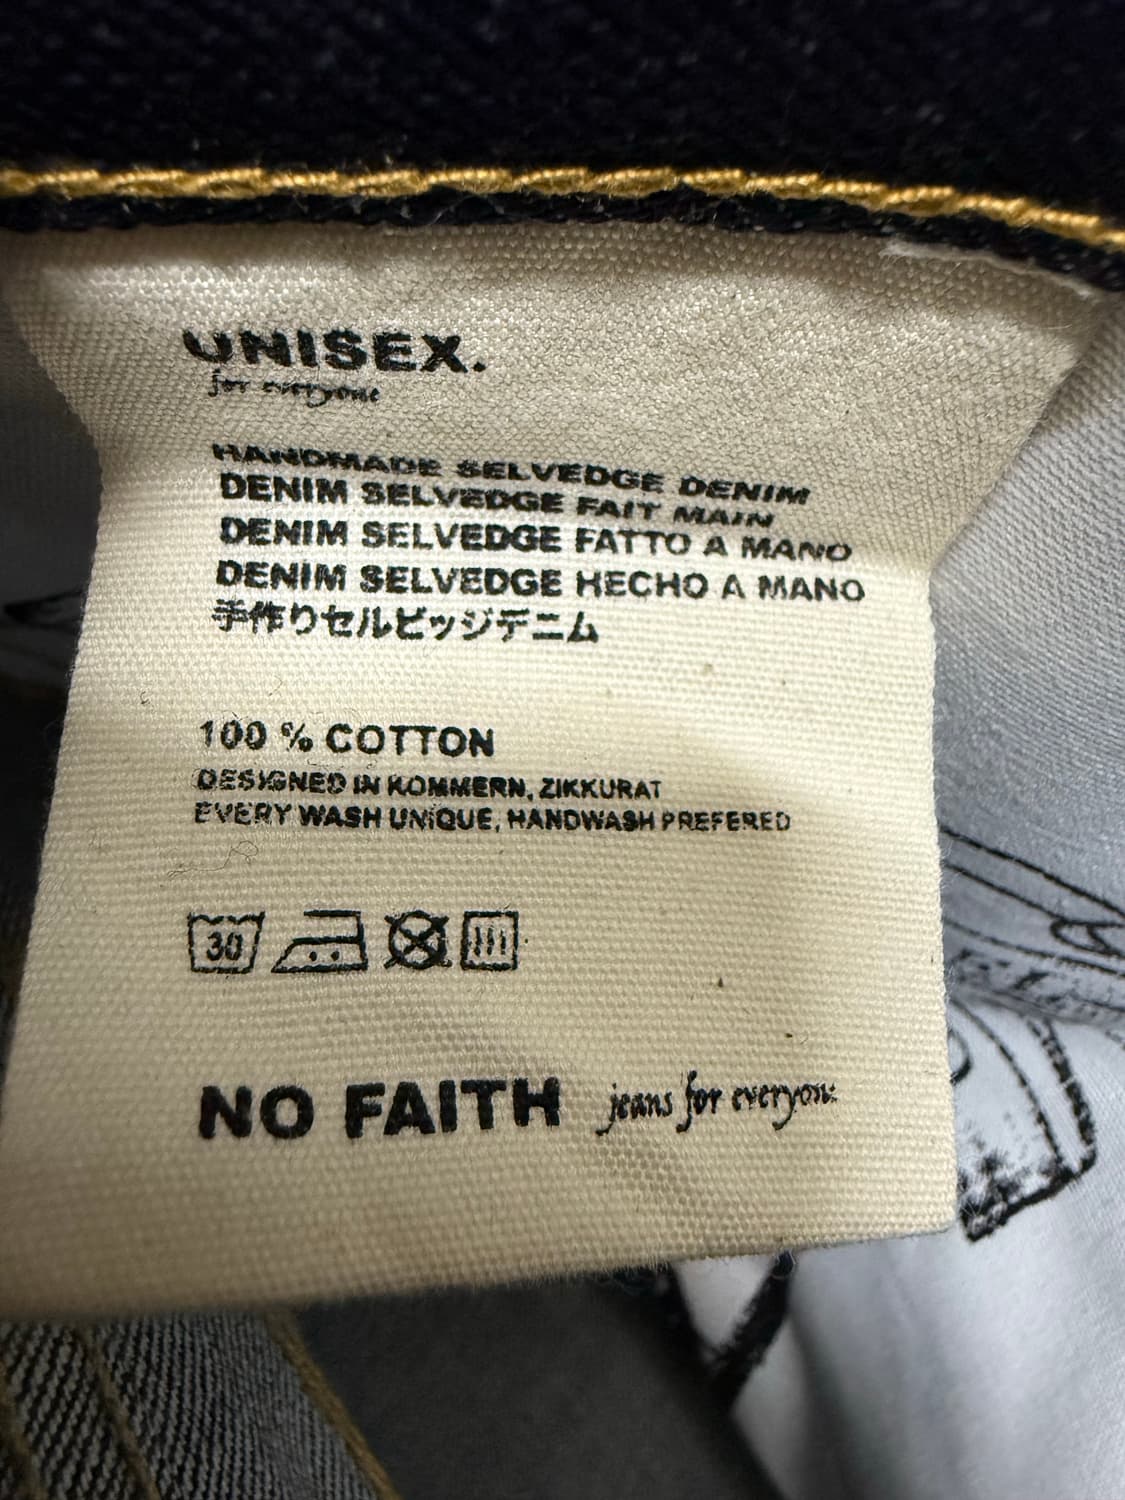 UNISEX.
for everyone
HANDMADE SELVEDGE DENIM
DENIM SELVEDGE FAIT MAIN
DENIM SELVEDGE FATTO A MANO
DENIM SELVEDGE HECHO A MANO
手作りセルビッジデニム
100 % COTTON
DESIGNED IN KOMMERN, ZIKKURAT
EVERY WASH UNIQUE, HANDWASH PREFERED
30
NO FAITH jeans for everyone